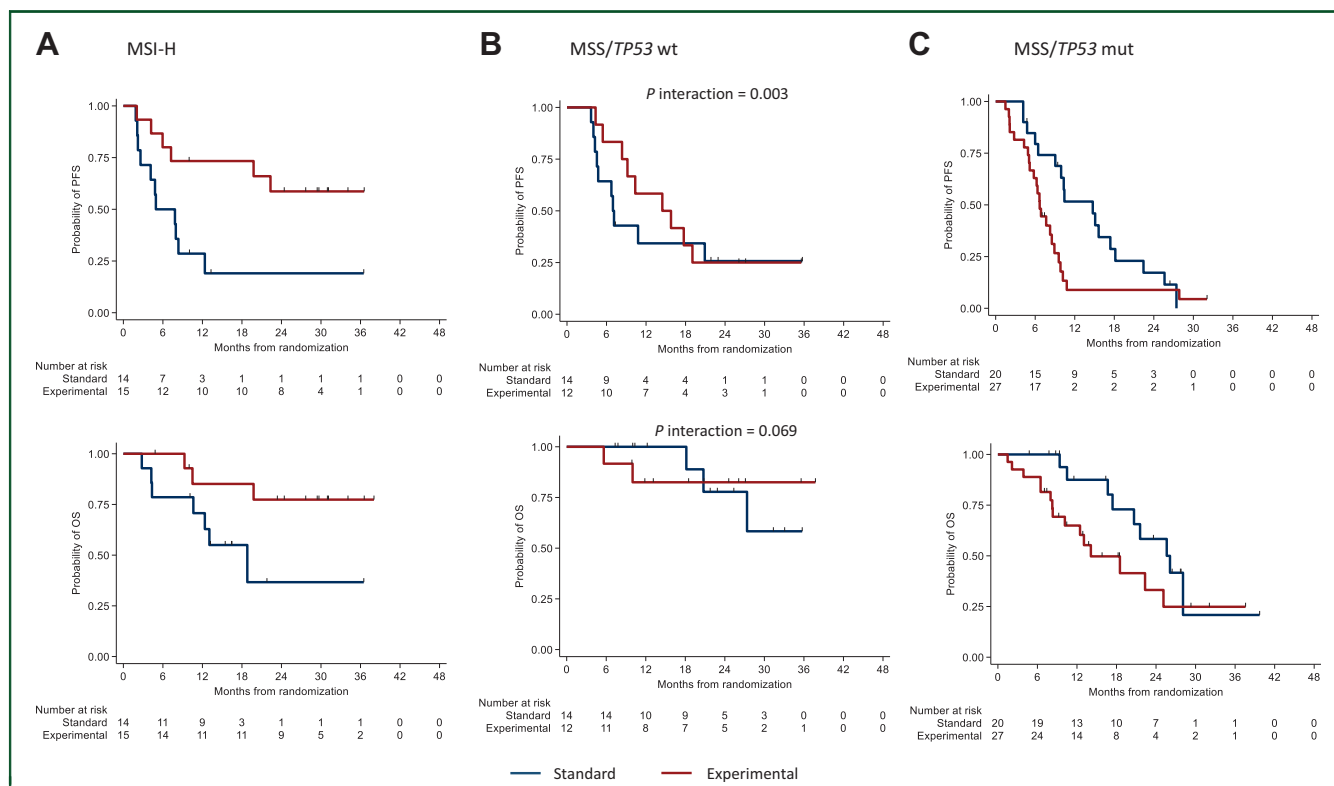 A MSI-H
B MSS/TP53 wt
C MSS/TP53 mut
Probability of PFS
1.00
0.75
0.50
0.25
0.00
0 6 12 18 24 30 36 42 48
Months from randomization
Number at risk
Standard 14 7 3 1 1 1 1 0 0
Experimental 15 12 10 10 8 4 1 0 0
P interaction = 0.003
Probability of PFS
1.00
0.75
0.50
0.25
0.00
0 6 12 18 24 30 36 42 48
Months from randomization
Number at risk
Standard 14 9 4 4 1 1 0 0 0
Experimental 12 10 7 4 3 1 0 0 0
Probability of PFS
1.00
0.75
0.50
0.25
0.00
0 6 12 18 24 30 36 42 48
Months from randomization
Number at risk
Standard 20 15 9 5 3 0 0 0 0
Experimental 27 17 2 2 2 1 0 0 0
Probability of OS
1.00
0.75
0.50
0.25
0.00
0 6 12 18 24 30 36 42 48
Months from randomization
Number at risk
Standard 14 11 9 3 1 1 1 0 0
Experimental 15 14 11 11 9 5 2 0 0
P interaction = 0.069
Probability of OS
1.00
0.75
0.50
0.25
0.00
0 6 12 18 24 30 36 42 48
Months from randomization
Number at risk
Standard 14 14 10 9 5 3 0 0 0
Experimental 12 11 8 7 5 2 1 0 0
Probability of OS
1.00
0.75
0.50
0.25
0.00
0 6 12 18 24 30 36 42 48
Months from randomization
Number at risk
Standard 20 19 13 10 7 1 1 0 0
Experimental 27 24 14 8 4 2 1 0 0
Standard Experimental